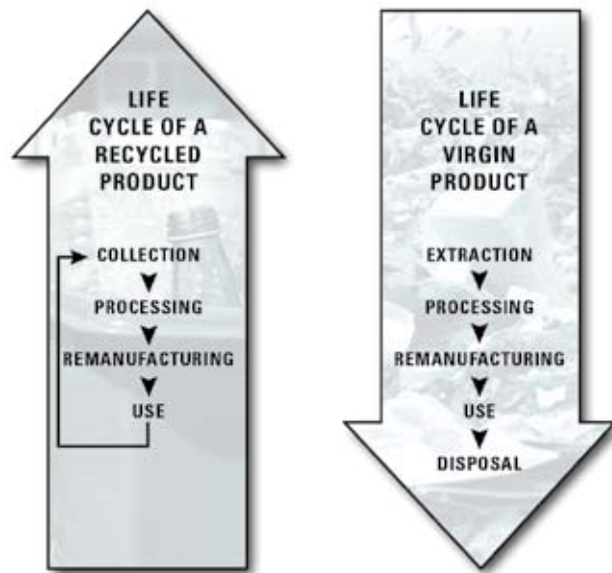 LIFE
CYCLE OF A
RECYCLED
PRODUCT
COLLECTION
PROCESSING
REMANUFACTURING
USE
LIFE
CYCLE OF A
VIRGIN
PRODUCT
EXTRACTION
PROCESSING
REMANUFACTURING
USE
DISPOSAL